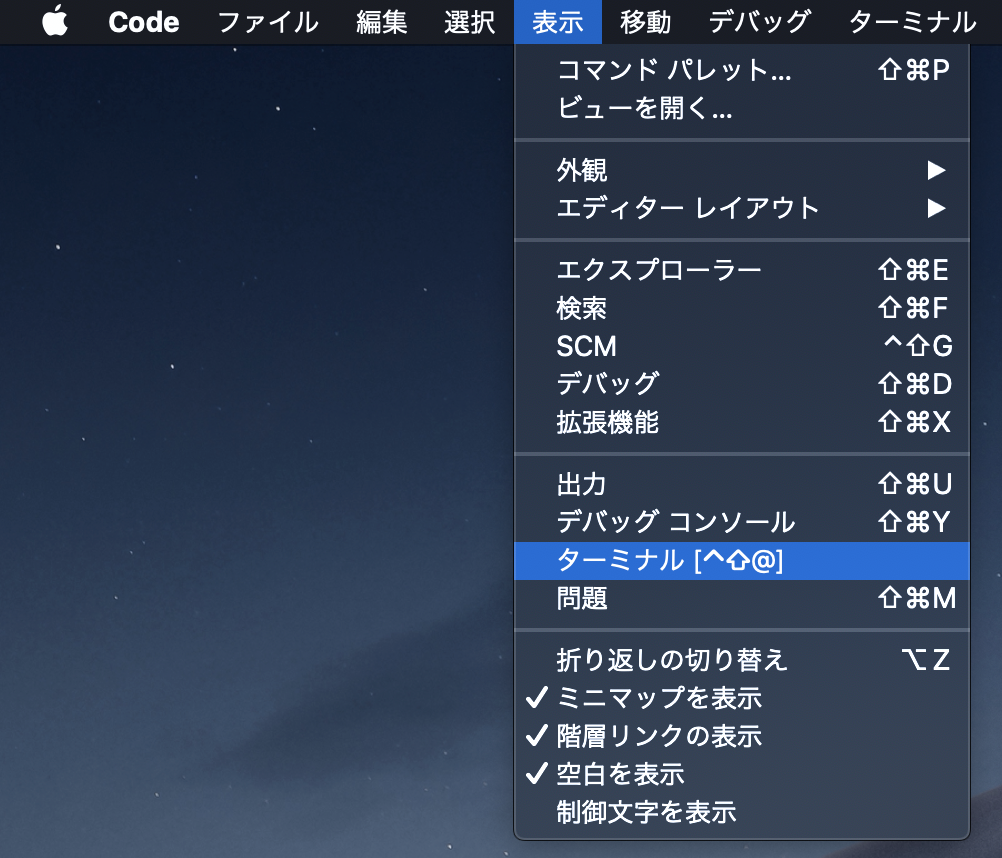 Code ファイル 編集 選択 表示 移動 デバッグ ターミナル
コマンド パレット... ⇧⌘P
ビューを開く...
外観 ▶
エディター レイアウト ▶
エクスプローラー ⇧⌘E
検索 ⇧⌘F
SCM ^⇧G
デバッグ ⇧⌘D
拡張機能 ⇧⌘X
出力 ⇧⌘U
デバッグ コンソール ⇧⌘Y
ターミナル [^⇧@]
問題 ⇧⌘M
折り返しの切り替え ⌥Z
✓ ミニマップを表示
✓ 階層リンクの表示
✓ 空白を表示
制御文字を表示